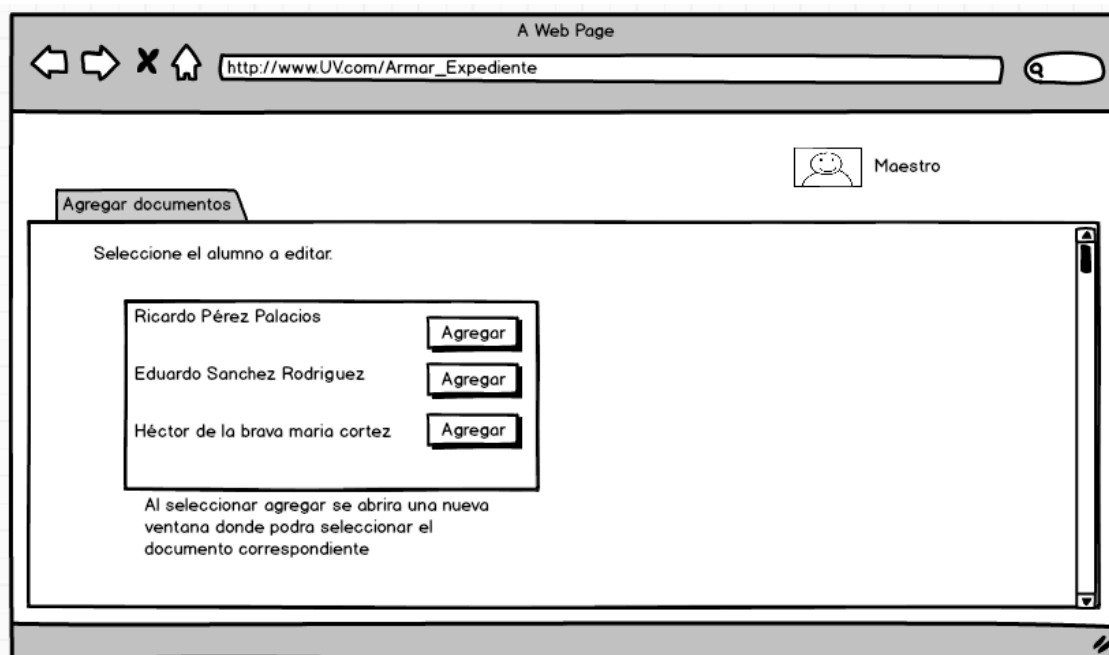 A Web Page
http://www.UV.com/Armar_Expediente
Maestro
Agregar documentos
Seleccione el alumno a editar.
Ricardo Pérez Palacios
Agregar
Eduardo Sanchez Rodriguez
Agregar
Héctor de la brava maria cortez
Agregar
Al seleccionar agregar se abrira una nueva
ventana donde podra seleccionar el
documento correspondiente